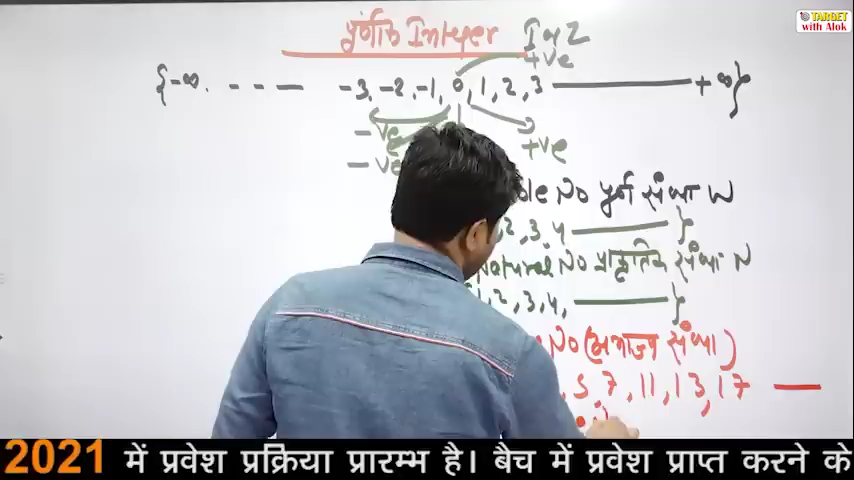 TARGET
with Alok
पूर्णांक Integer I or Z
+ve
{-∞. - - - -3, -2, -1, 0, 1, 2, 3 —— +∞}
-ve +ve
-ve
le No पूर्ण संख्या W
2, 3, 4 —— }
Natural No प्राकृतिक संख्या N
1, 2, 3, 4, —— }
No (अभाज्य संख्या)
, 5, 7, 11, 13, 17 ——
2021 में प्रवेश प्रक्रिया प्रारम्भ है। बैच में प्रवेश प्राप्त करने के